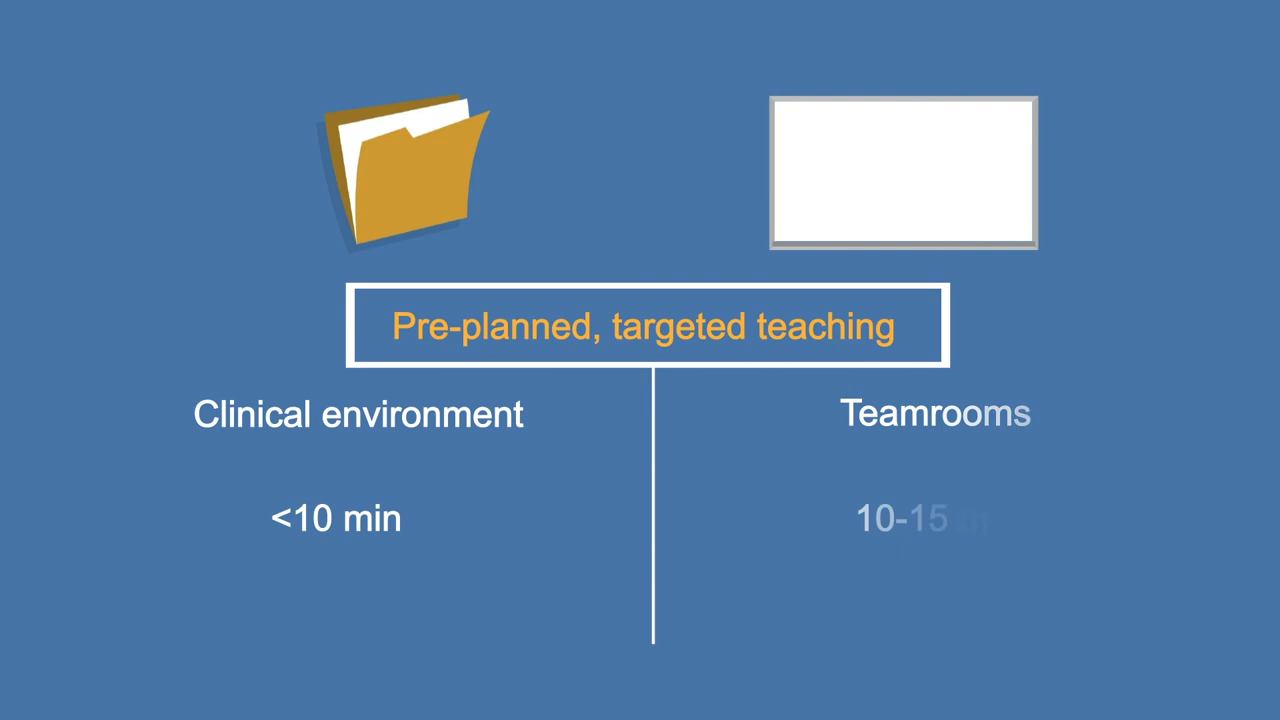 Pre-planned, targeted teaching
Clinical environment
Teamrooms
<10 min
10-15